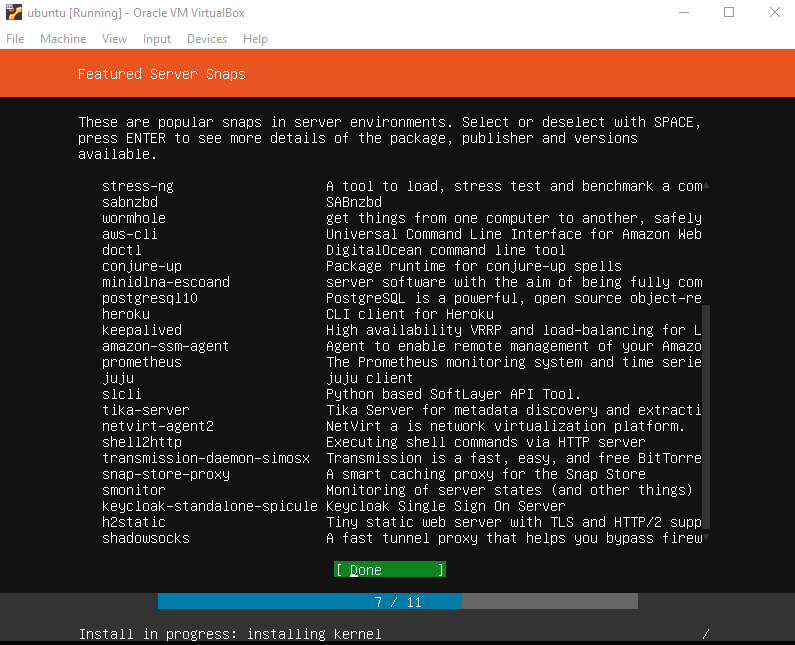 ubuntu [Running] - Oracle VM VirtualBox
File Machine View Input Devices Help
Featured Server Snaps
These are popular snaps in server environments. Select or deselect with SPACE,
press ENTER to see more details of the package, publisher and versions
available.
stress-ng A tool to load, stress test and benchmark a com
sabnzbd SABnzbd
wormhole get things from one computer to another, safely
aws-cli Universal Command Line Interface for Amazon Web
doctl DigitalOcean command line tool
conjure-up Package runtime for conjure-up spells
minidlna-escoand server software with the aim of being fully com
postgresql10 PostgreSQL is a powerful, open source object-re
heroku CLI client for Heroku
keepalived High availability VRRP and load-balancing for L
amazon-ssm-agent Agent to enable remote management of your Amazo
prometheus The Prometheus monitoring system and time serie
juju juju client
slcli Python based SoftLayer API Tool.
tika-server Tika Server for metadata discovery and extracti
netvirt-agent2 NetVirt a is network virtualization platform.
shell2http Executing shell commands via HTTP server
transmission-daemon-simosx Transmission is a fast, easy, and free BitTorre
snap-store-proxy A smart caching proxy for the Snap Store
smonitor Monitoring of server states (and other things)
keycloak-standalone-spicule Keycloak Single Sign On Server
h2static Tiny static web server with TLS and HTTP/2 supp
shadowsocks A fast tunnel proxy that helps you bypass firew
[ Done ]
7 / 11
Install in progress: installing kernel /